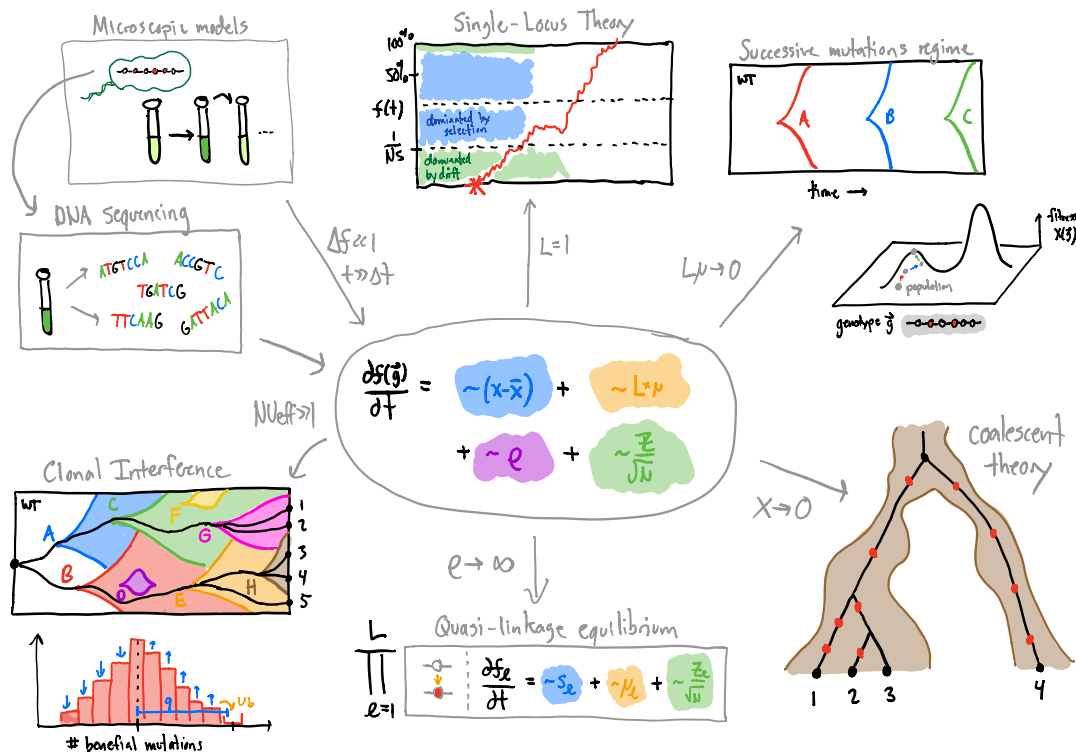 Microscopic models
Single-Locus Theory
Successive mutations regime
100%
50%
f(t)
1/Ns
dominated by
selection
dominated
by drift
WT
A
B
C
time →
DNA sequencing
ATGTCCA
ACCGTC
TGATCG
TTCAAG
GATTACA
Δf≪1
t≫Δt
L=1
Lμ→0
fitness
X(g⃗)
population
genotype g⃗
∂f(g⃗)/∂t = ~(x-x̄) + ~L*μ
+ ~ρ + ~Z/√N
NUeff≫1
X→0
ρ→∞
Clonal Interference
WT
A
B
C
D
E
F
G
H
1
2
3
4
5
q
Ub
# benefial mutations
Quasi-linkage equilibrium
L
∏
ℓ=1
∂fℓ/∂t = ~sℓ + ~μℓ + ~Zℓ/√N
coalescent
theory
1 2 3 4